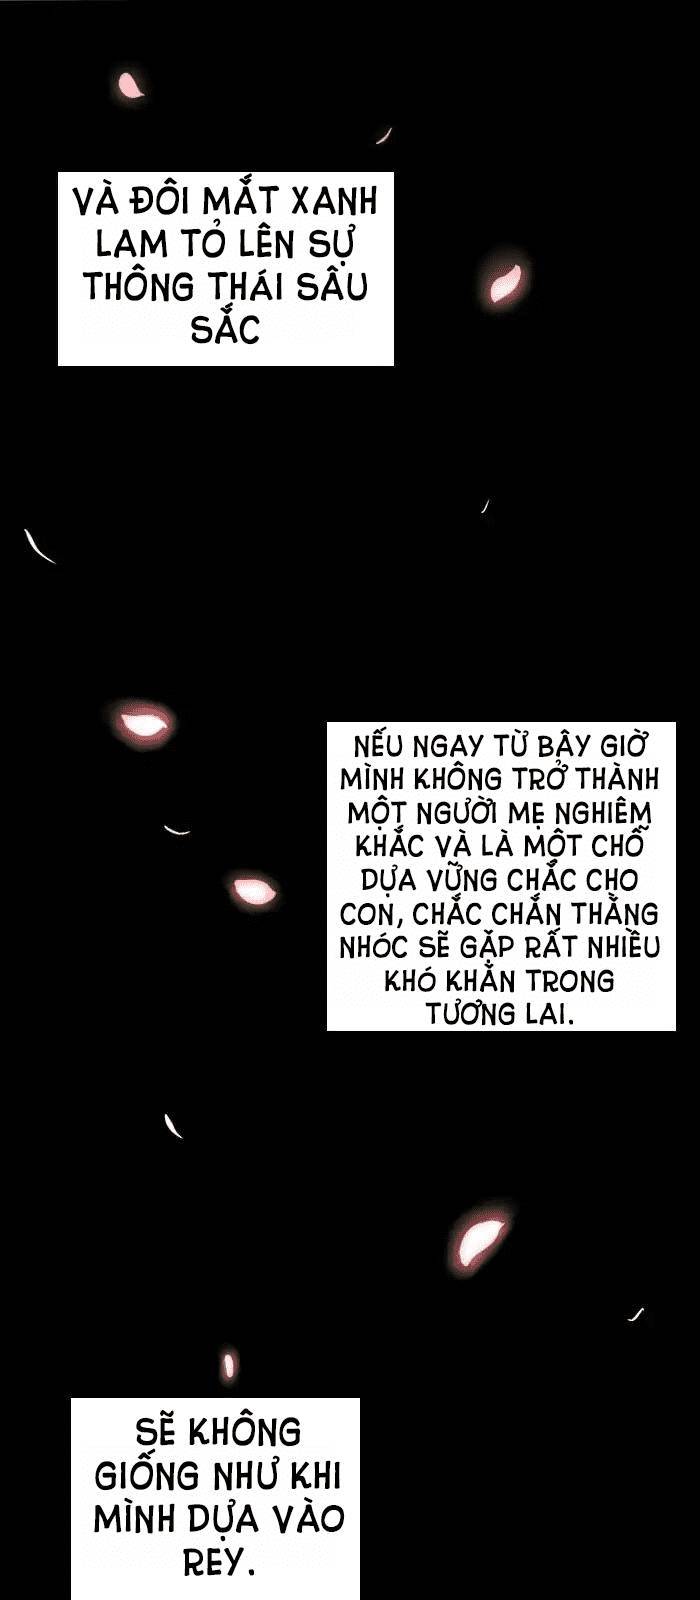 VÀ ĐÔI MẮT XANH
LAM TỎ LÊN SỰ
THÔNG THÁI SÂU
SẮC
NẾU NGAY TỪ BÂY GIỜ
MÌNH KHÔNG TRỞ THÀNH
MỘT NGƯỜI MẸ NGHIÊM
KHẮC VÀ LÀ MỘT CHỖ
DỰA VỮNG CHẮC CHO
CON, CHẮC CHẮN THẰNG
NHÓC SẼ GẶP RẤT NHIỀU
KHÓ KHĂN TRONG
TƯƠNG LAI.
SẼ KHÔNG
GIỐNG NHƯ KHI
MÌNH DỰA VÀO
REY.